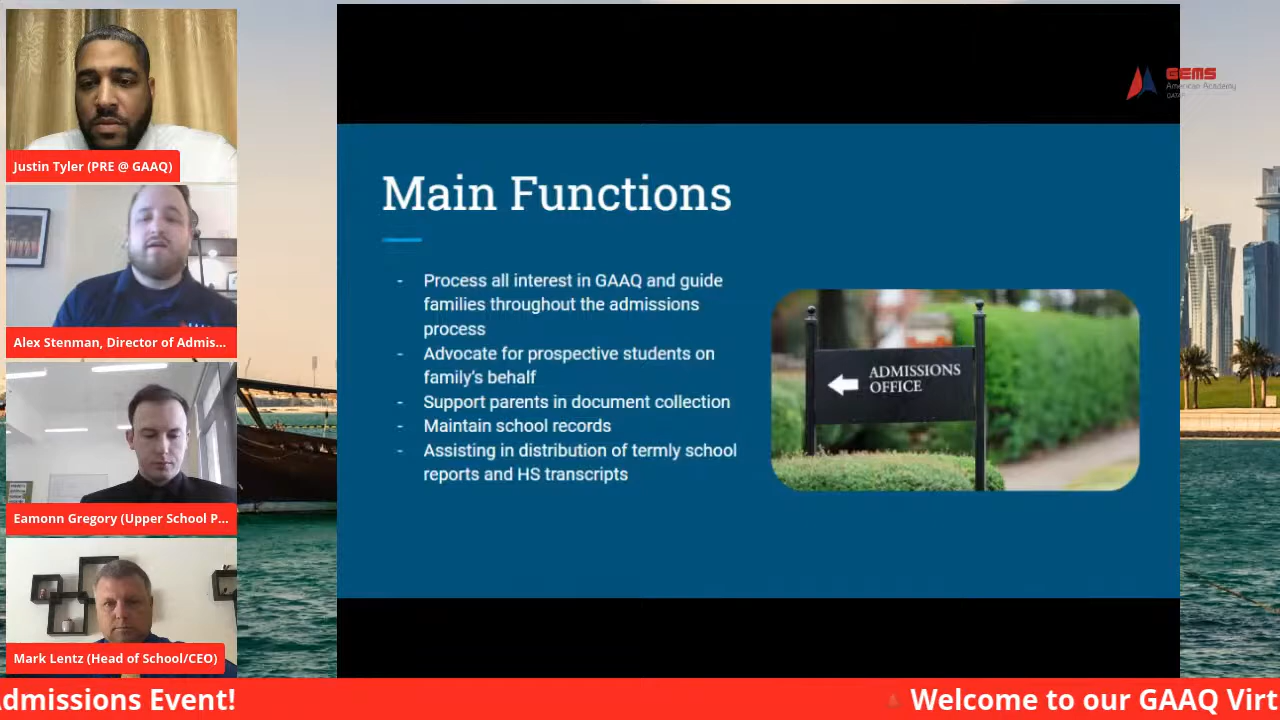 Justin Tyler (PRE @ GAAQ)
Alex Stenman, Director of Admis...
Eamonn Gregory (Upper School P...
Mark Lentz (Head of School/CEO)
GEMS
American Academy
Main Functions
- Process all interest in GAAQ and guide
families throughout the admissions
process
- Advocate for prospective students on
family's behalf
- Support parents in document collection
- Maintain school records
- Assisting in distribution of termly school
reports and HS transcripts
ADMISSIONS
OFFICE
dmissions Event!
Welcome to our GAAQ Virt